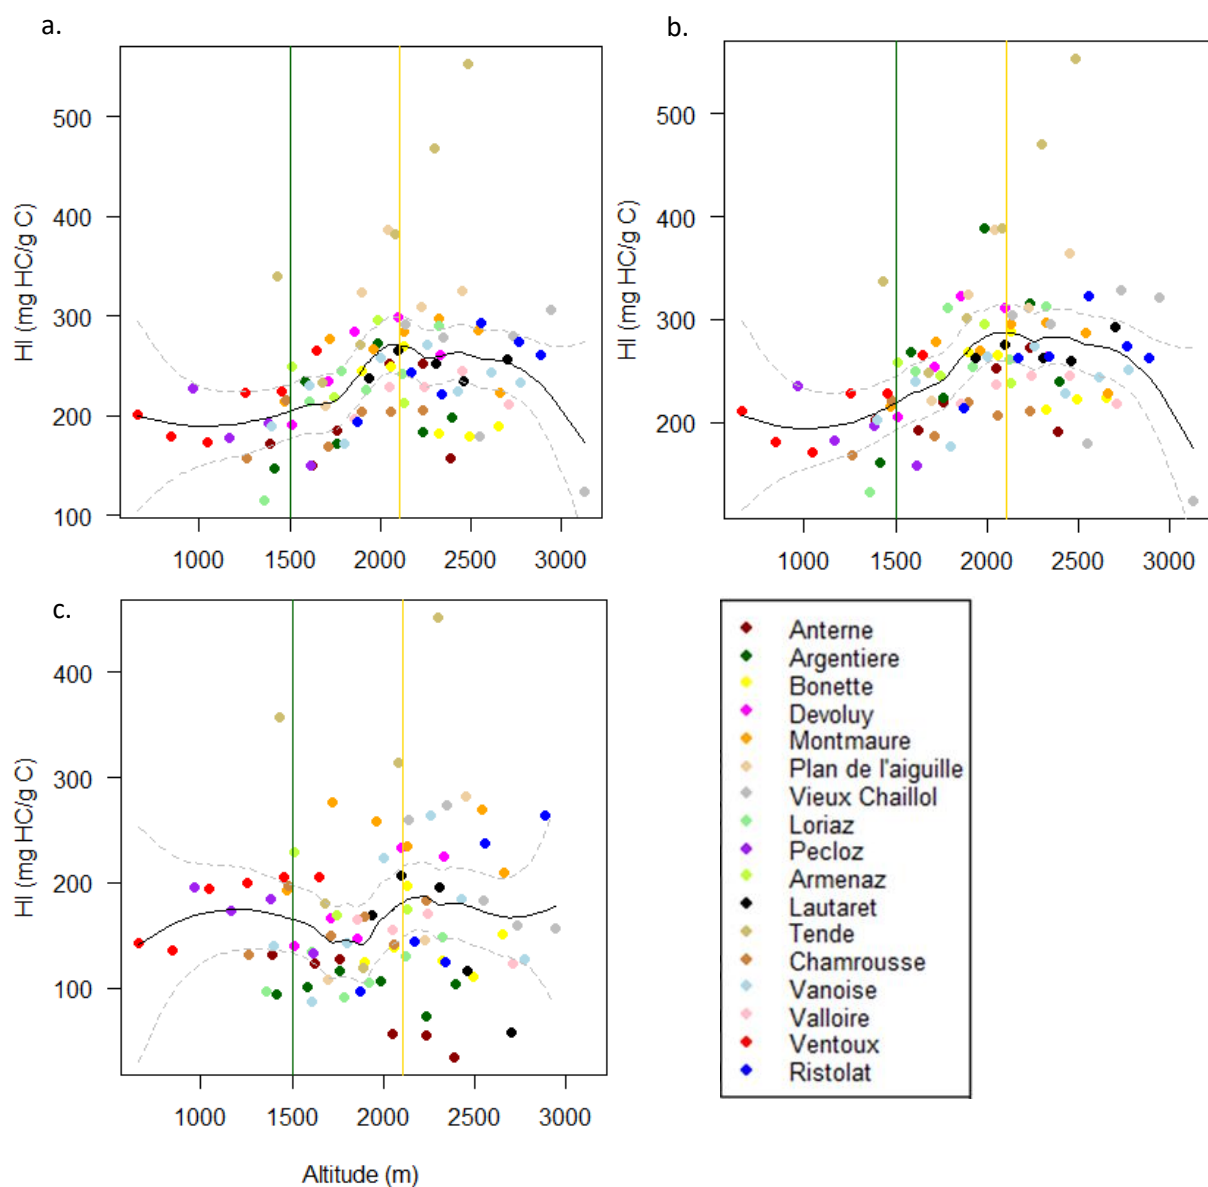 a.
HI (mg HC/g C)
500
400
300
200
100
1000 1500 2000 2500 3000
b.
HI (mg HC/g C)
500
400
300
200
1000 1500 2000 2500 3000
c.
HI (mg HC/g C)
400
300
200
100
1000 1500 2000 2500 3000
Altitude (m)
Anterne
Argentiere
Bonette
Devoluy
Montmaure
Plan de l'aiguille
Vieux Chaillol
Loriaz
Pecloz
Armenaz
Lautaret
Tende
Chamrousse
Vanoise
Valloire
Ventoux
Ristolat